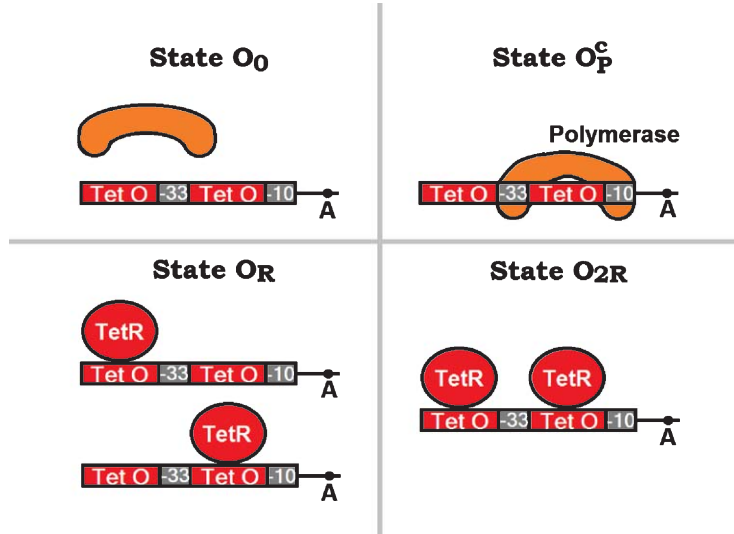 State O0
Tet O -33 Tet O -10
A
State O^c_P
Polymerase
Tet O -33 Tet O -10
A
State OR
TetR
Tet O -33 Tet O -10
A
TetR
Tet O -33 Tet O -10
A
State O2R
TetR TetR
Tet O -33 Tet O -10
A